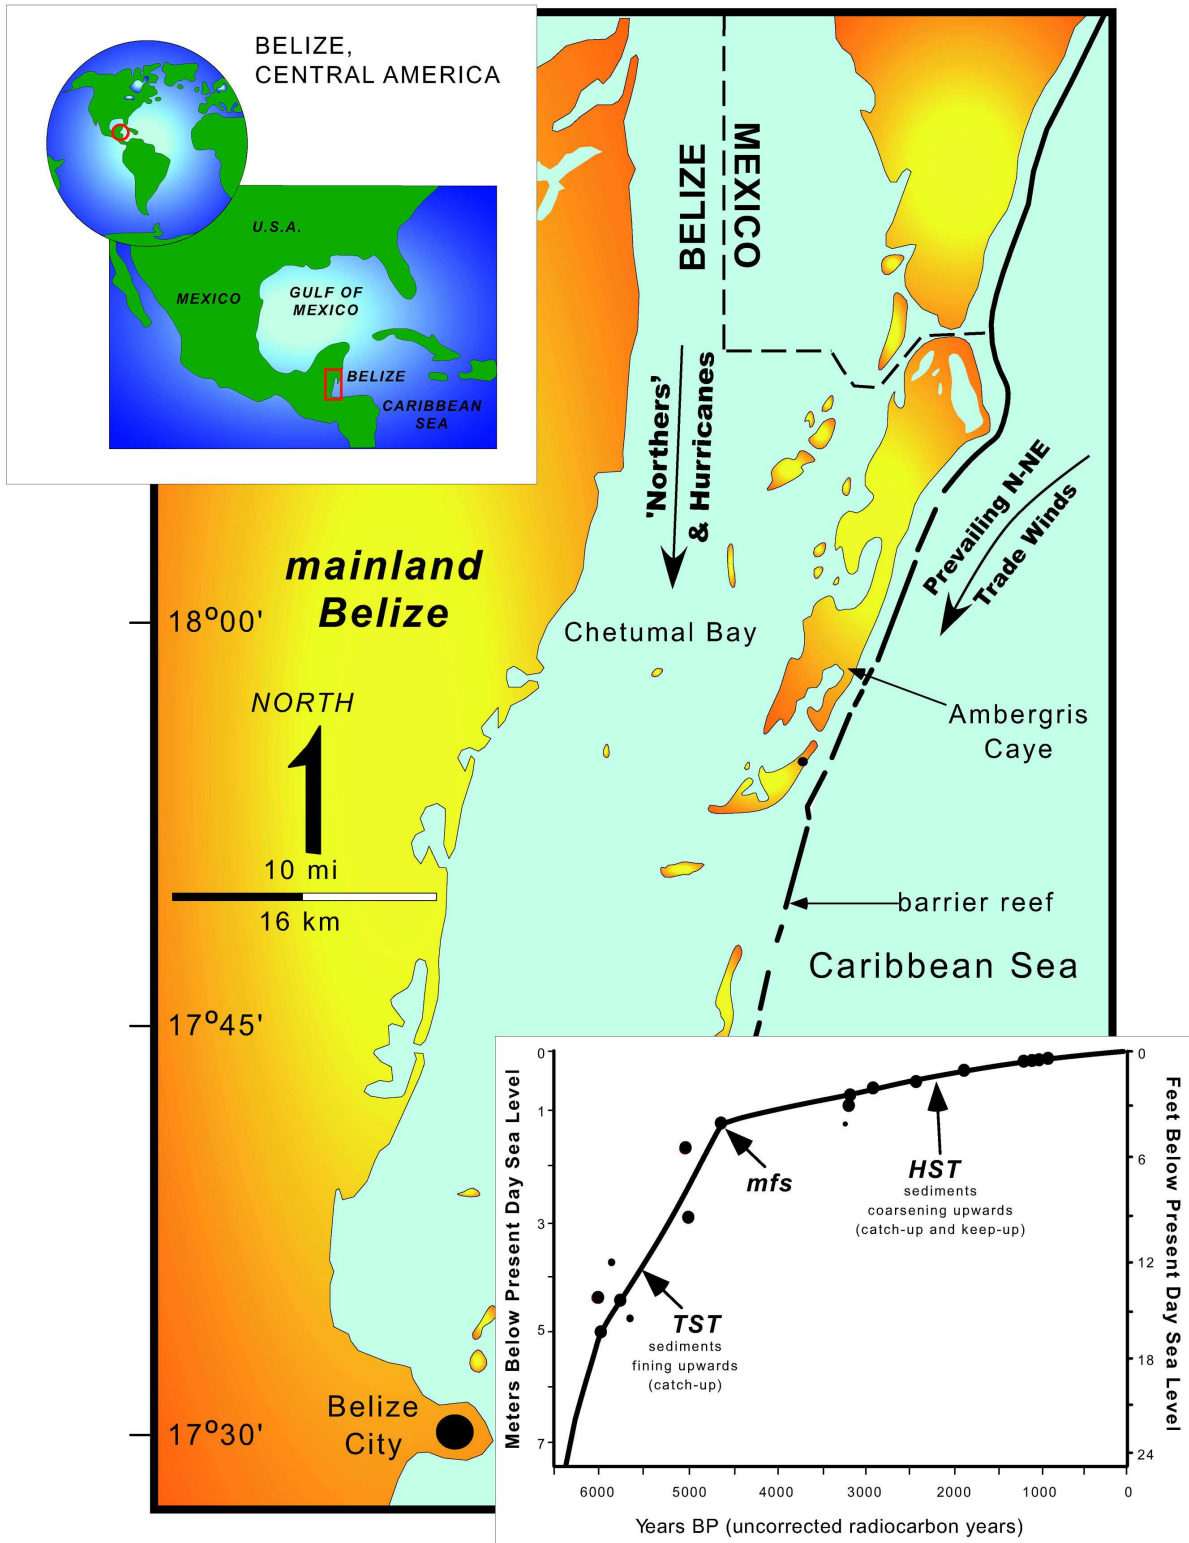 BELIZE,
CENTRAL AMERICA
U.S.A.
MEXICO
GULF OF
MEXICO
BELIZE
CARIBBEAN
SEA
BELIZE
MEXICO
'Northers'
& Hurricanes
Prevailing N-NE
Trade Winds
mainland
Belize
18°00'
Chetumal Bay
NORTH
Ambergris
Caye
10 mi
16 km
barrier reef
Caribbean Sea
17°45'
Belize
City
17°30'
Meters Below Present Day Sea Level
0
1
3
5
7
Feet Below Present Day Sea Level
0
6
12
18
24
mfs
HST
sediments
coarsening upwards
(catch-up and keep-up)
TST
sediments
fining upwards
(catch-up)
6000 5000 4000 3000 2000 1000 0
Years BP (uncorrected radiocarbon years)